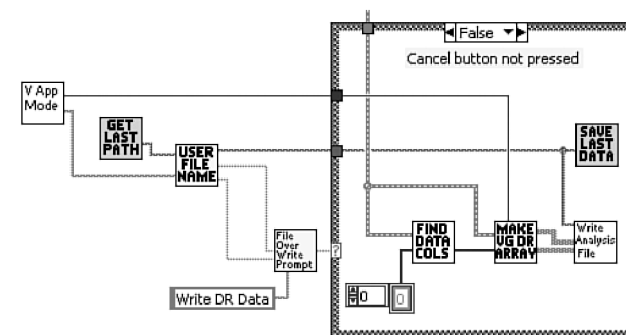 False
Cancel button not pressed
V App
Mode
GET
LAST
PATH
USER
FILE
NAME
SAVE
LAST
DATA
File
Over
Write
Prompt
?
FIND
DATA
COLS
MAKE
VG DR
ARRAY
Write
Analysis
File
Write DR Data
0
0